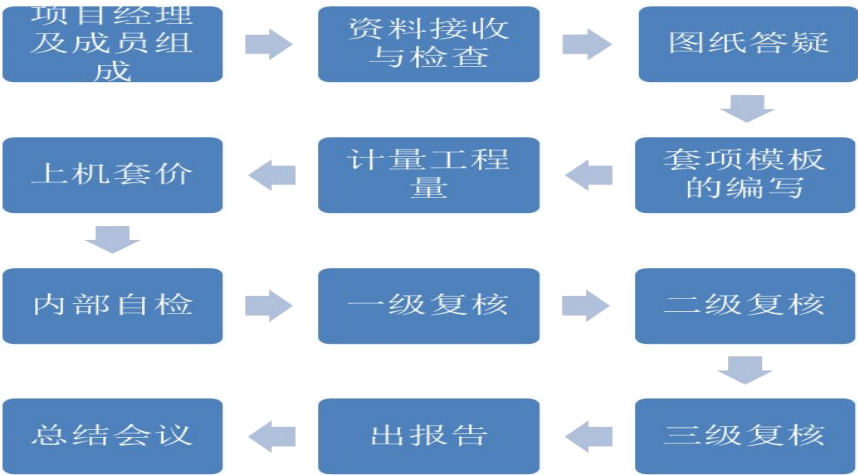 项目经理
及成员组
成
资料接收
与检查
图纸答疑
套项模板
的编写
计量工程
量
上机套价
内部自检
一级复核
二级复核
三级复核
出报告
总结会议